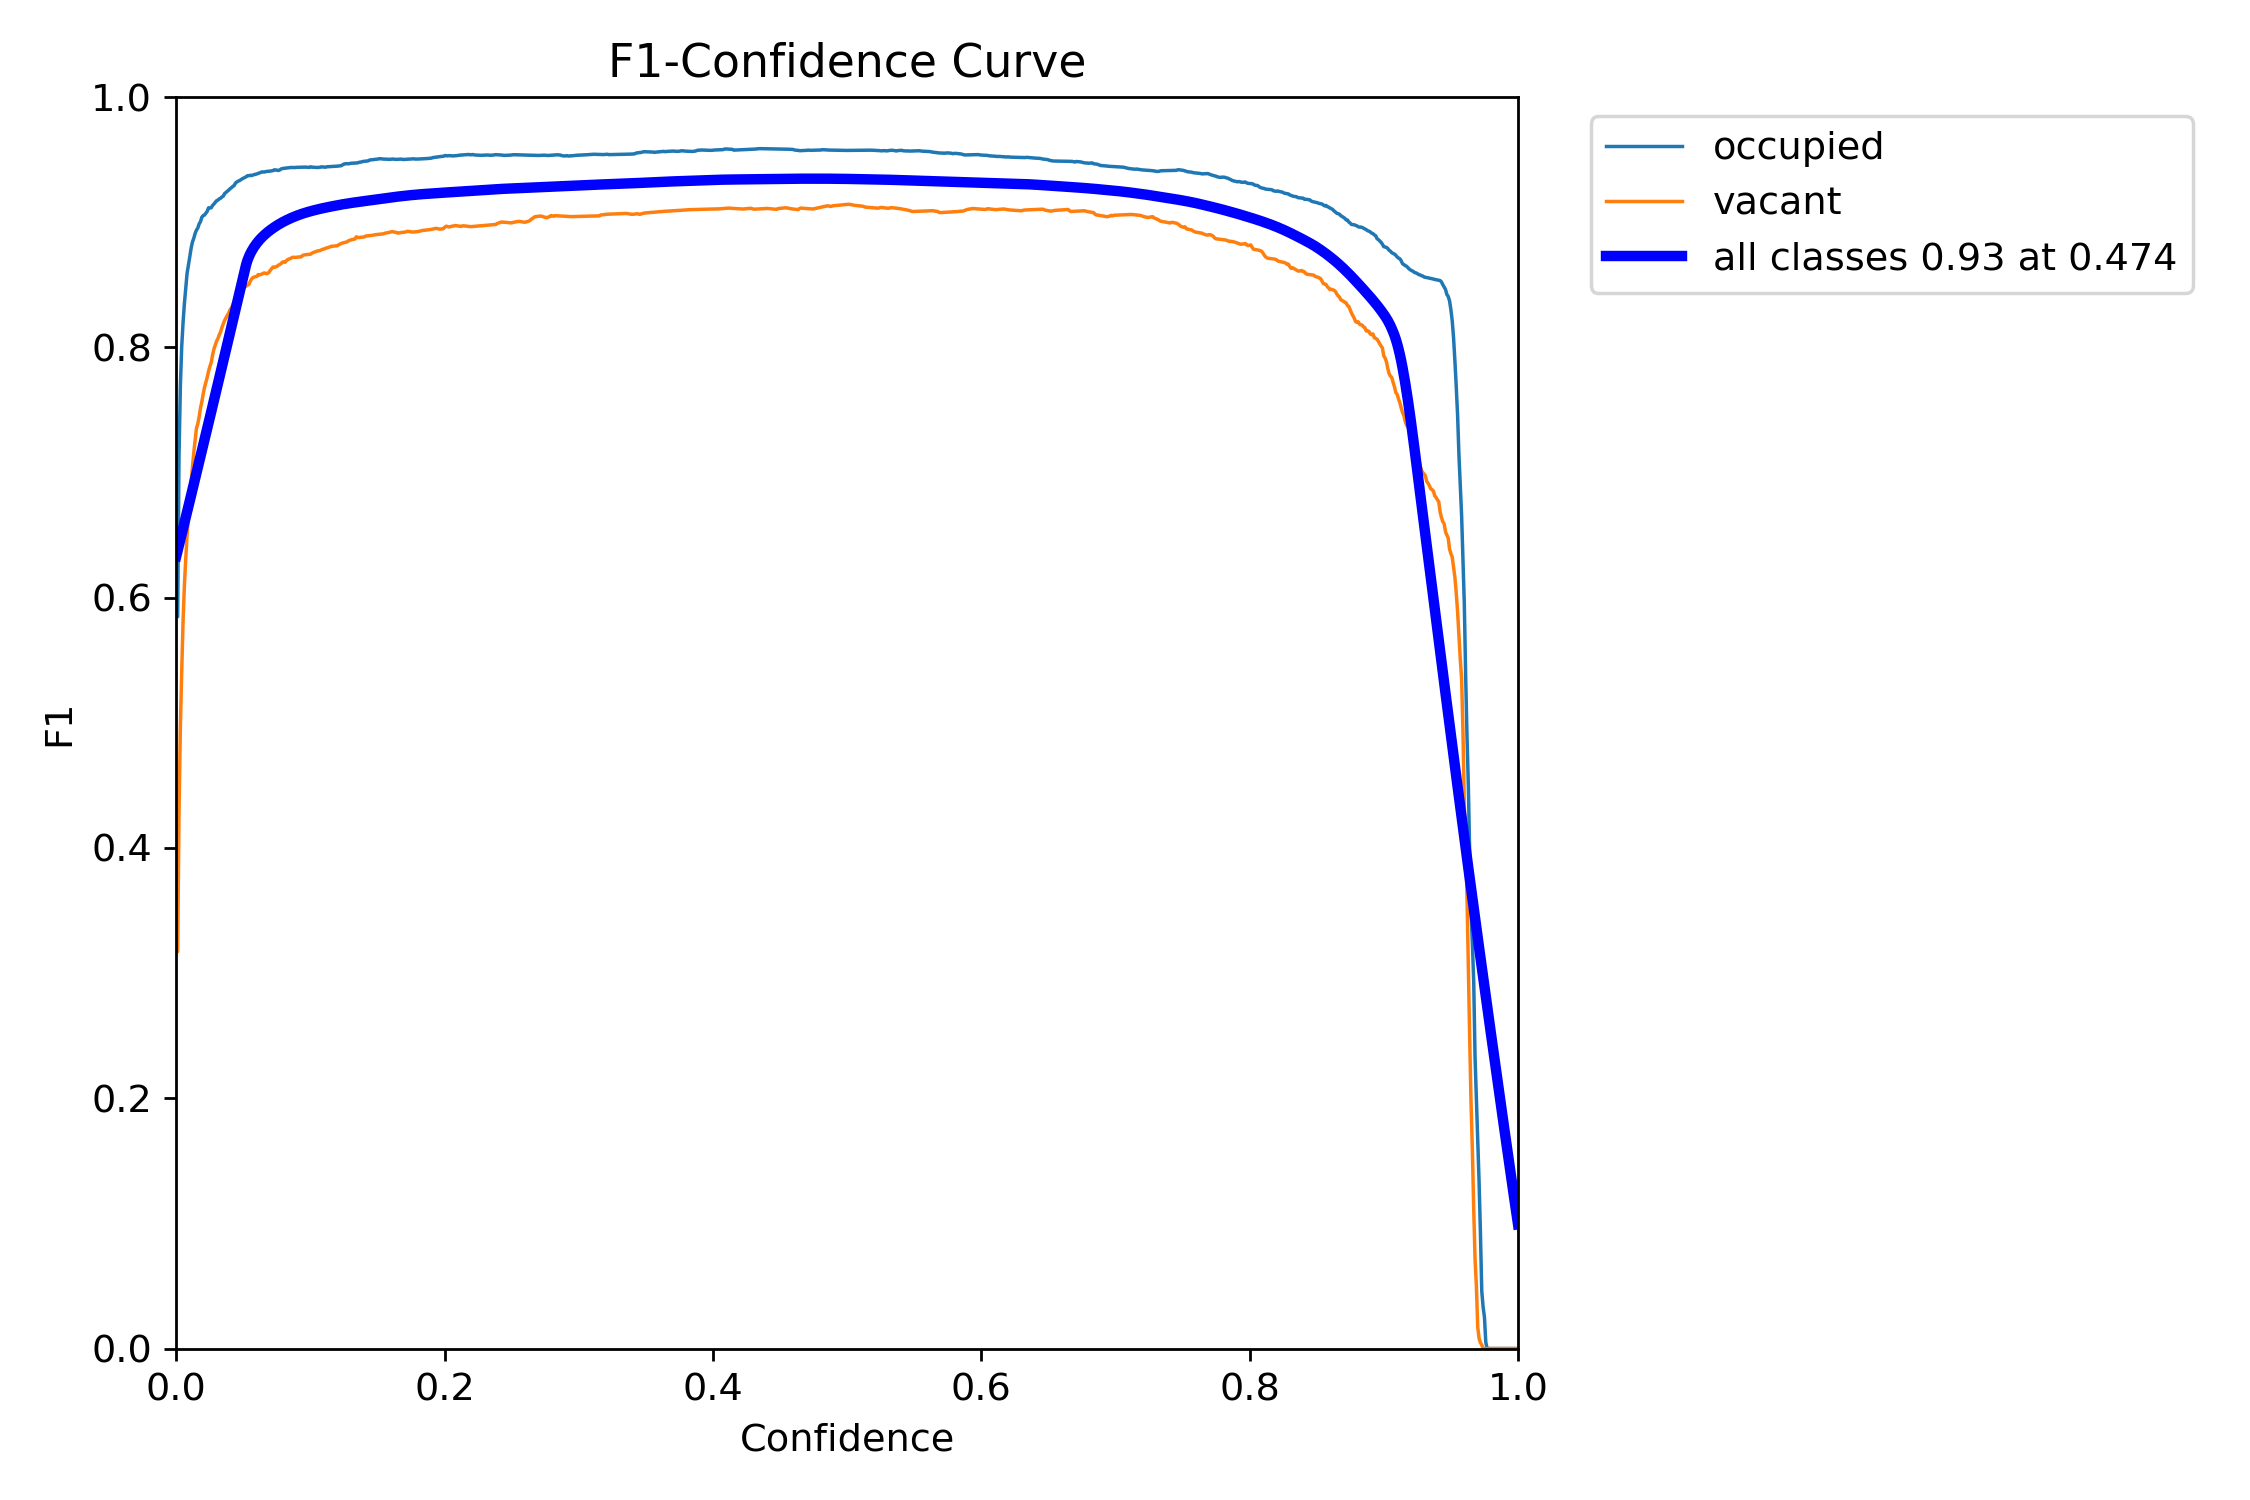 F1-Confidence Curve
1.0
0.8
0.6
0.4
0.2
0.0
F1
0.0 0.2 0.4 0.6 0.8 1.0
Confidence
occupied
vacant
all classes 0.93 at 0.474